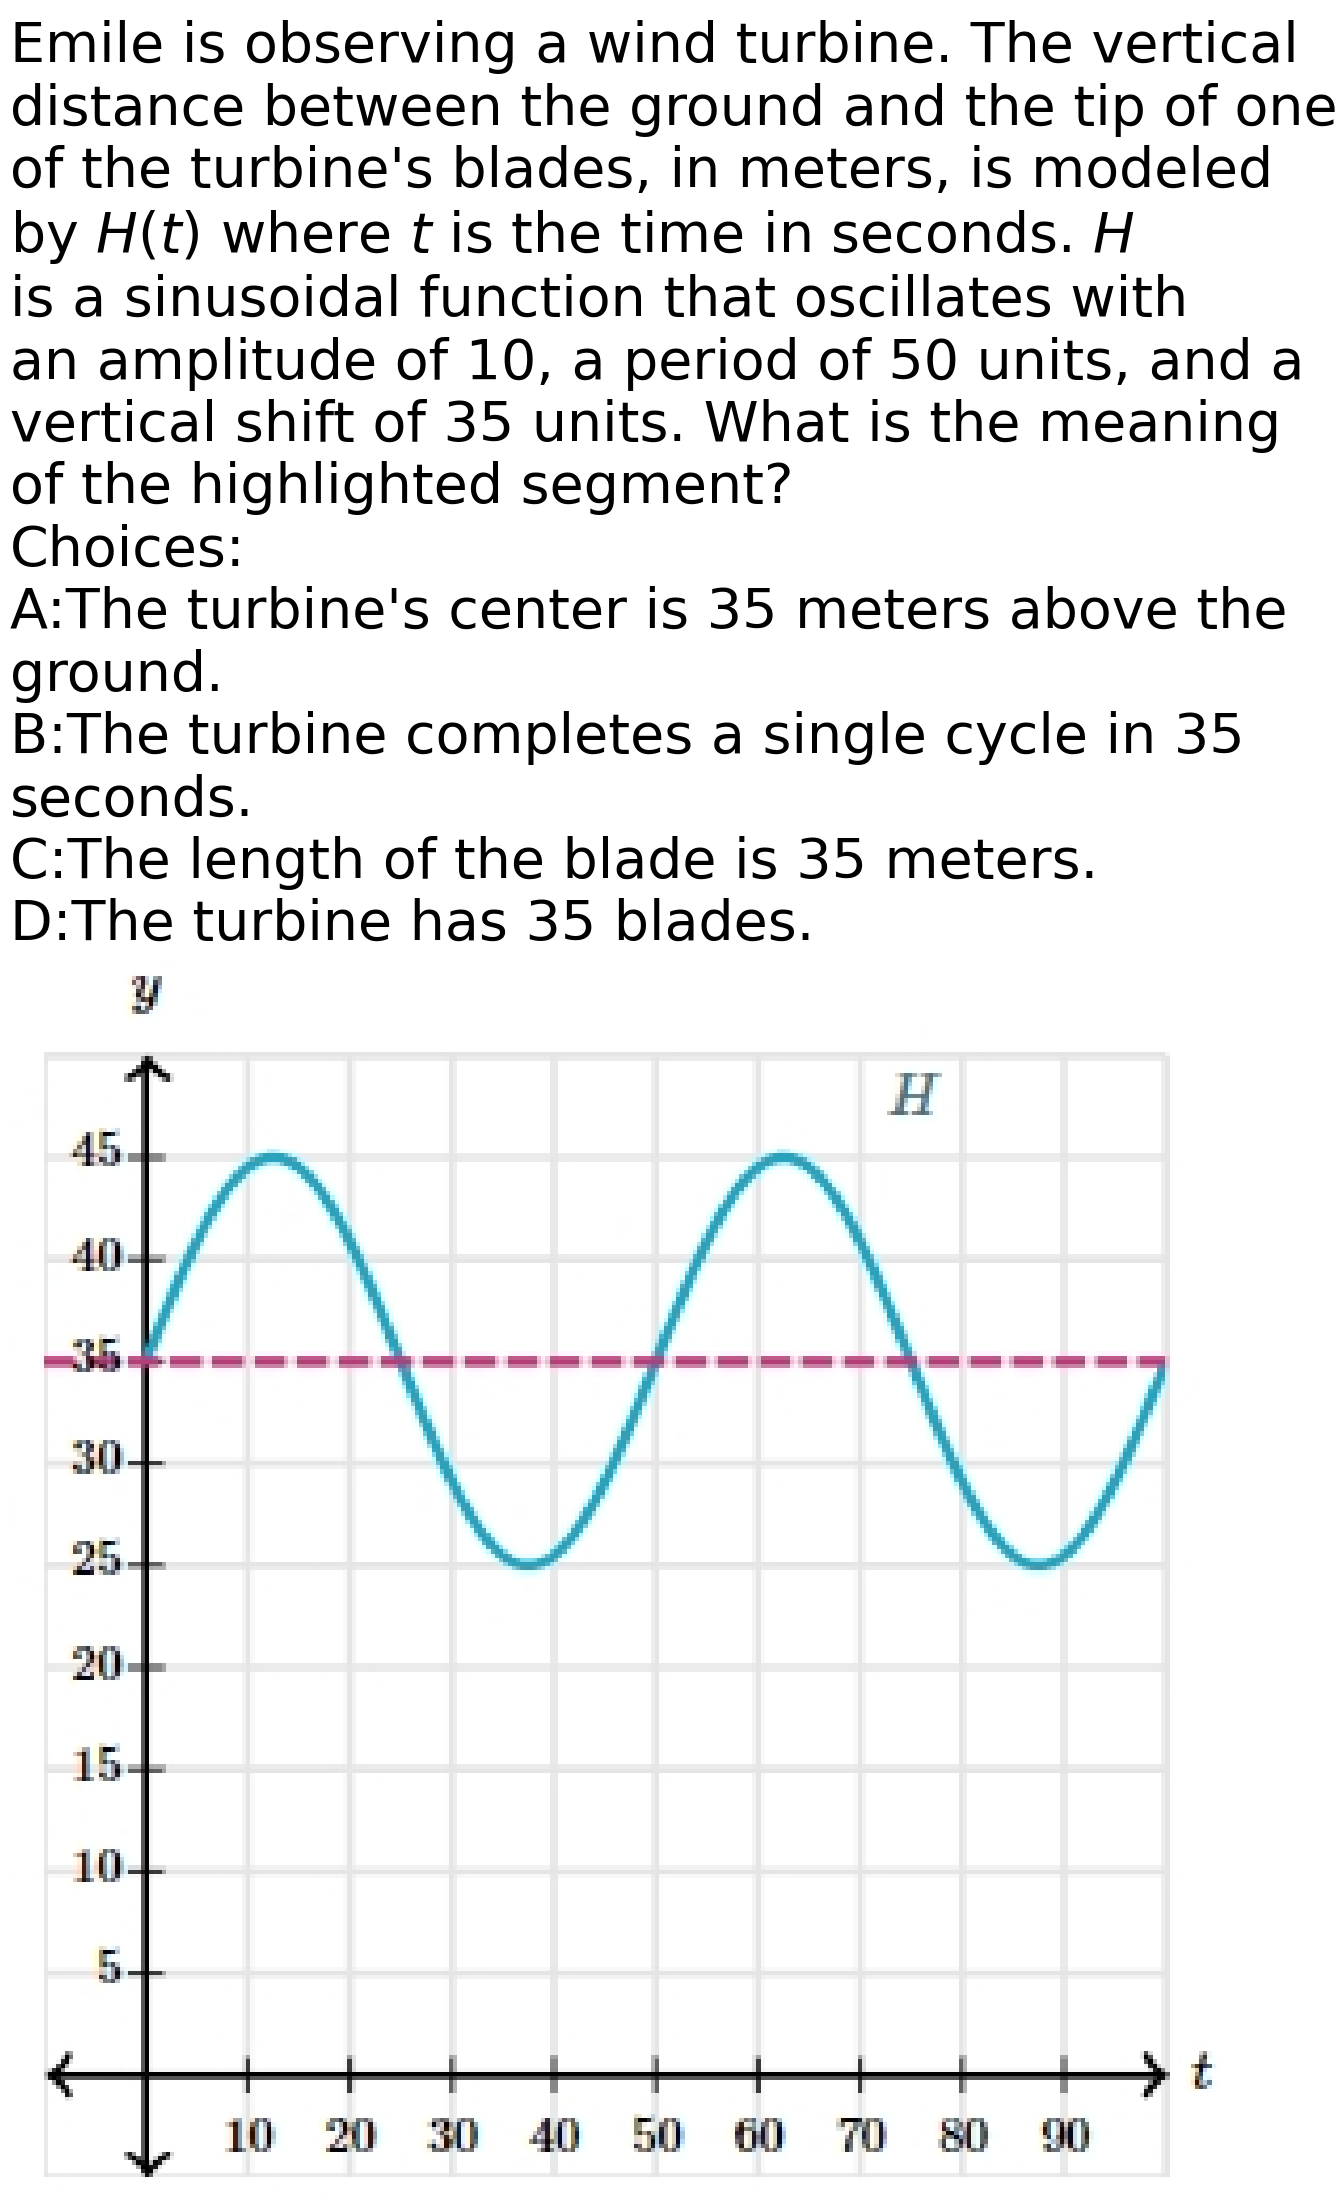 Emile is observing a wind turbine. The vertical
distance between the ground and the tip of one
of the turbine's blades, in meters, is modeled
by H(t) where t is the time in seconds. H
is a sinusoidal function that oscillates with
an amplitude of 10, a period of 50 units, and a
vertical shift of 35 units. What is the meaning
of the highlighted segment?
Choices:
A:The turbine's center is 35 meters above the
ground.
B:The turbine completes a single cycle in 35
seconds.
C:The length of the blade is 35 meters.
D:The turbine has 35 blades.
y
H
45
40
35
30
25
20
15
10
5
t
10 20 30 40 50 60 70 80 90